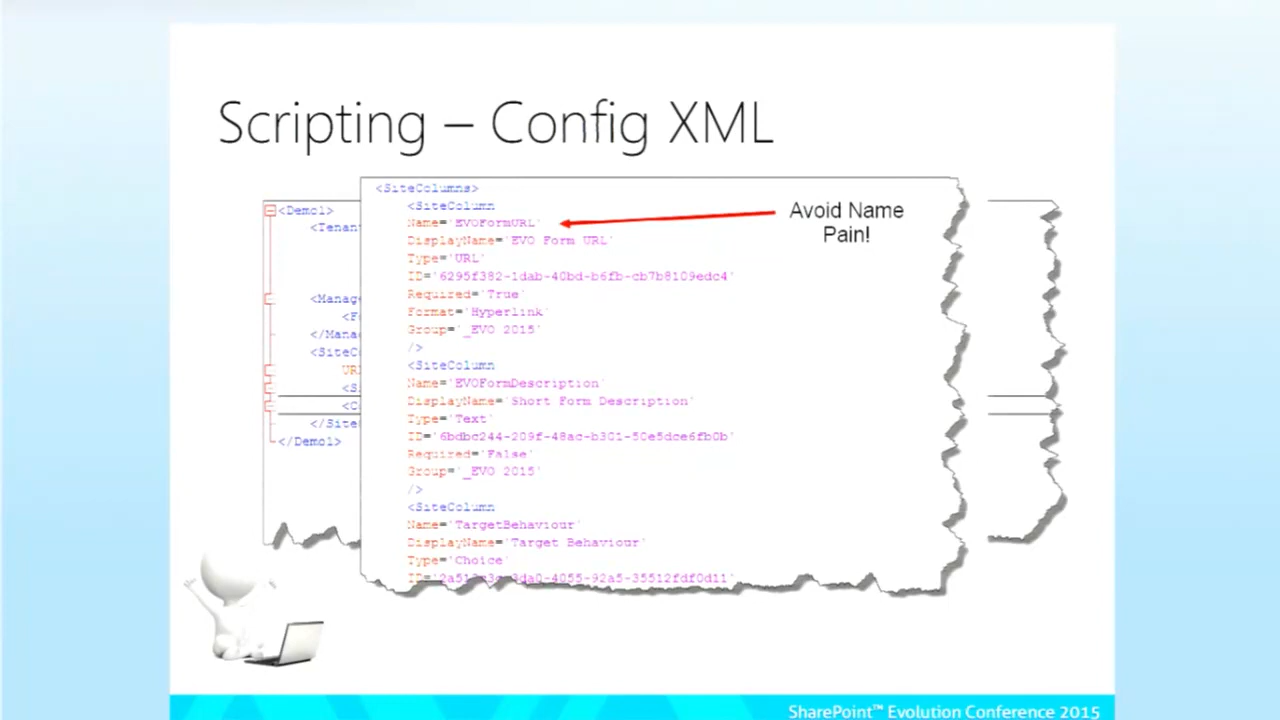 Scripting – Config XML
<SiteColumns>
<SiteColumn
Name='EVOFormURL'
DisplayName='EVO Form URL'
Type='URL'
ID='6295f382-1dab-40bd-b6fb-cb7b8109edc4'
Required='True'
Format='Hyperlink'
Group='_EVO 2015'
/>
<SiteColumn
Name='EVOFormDescription'
DisplayName='Short Form Description'
Type='Text'
ID='6bdbc244-209f-48ac-b301-50e5dce6fb0b'
Required='False'
Group='_EVO 2015'
/>
<SiteColumn
Name='TargetBehaviour'
DisplayName='Target Behaviour'
Type='Choice'
Avoid Name
Pain!
<Demo1>
<Tenan
<Manag
<F
</Mana
<SiteC
UR
<S
<C
</Site
</Demo1>
SharePoint™ Evolution Conference 2015